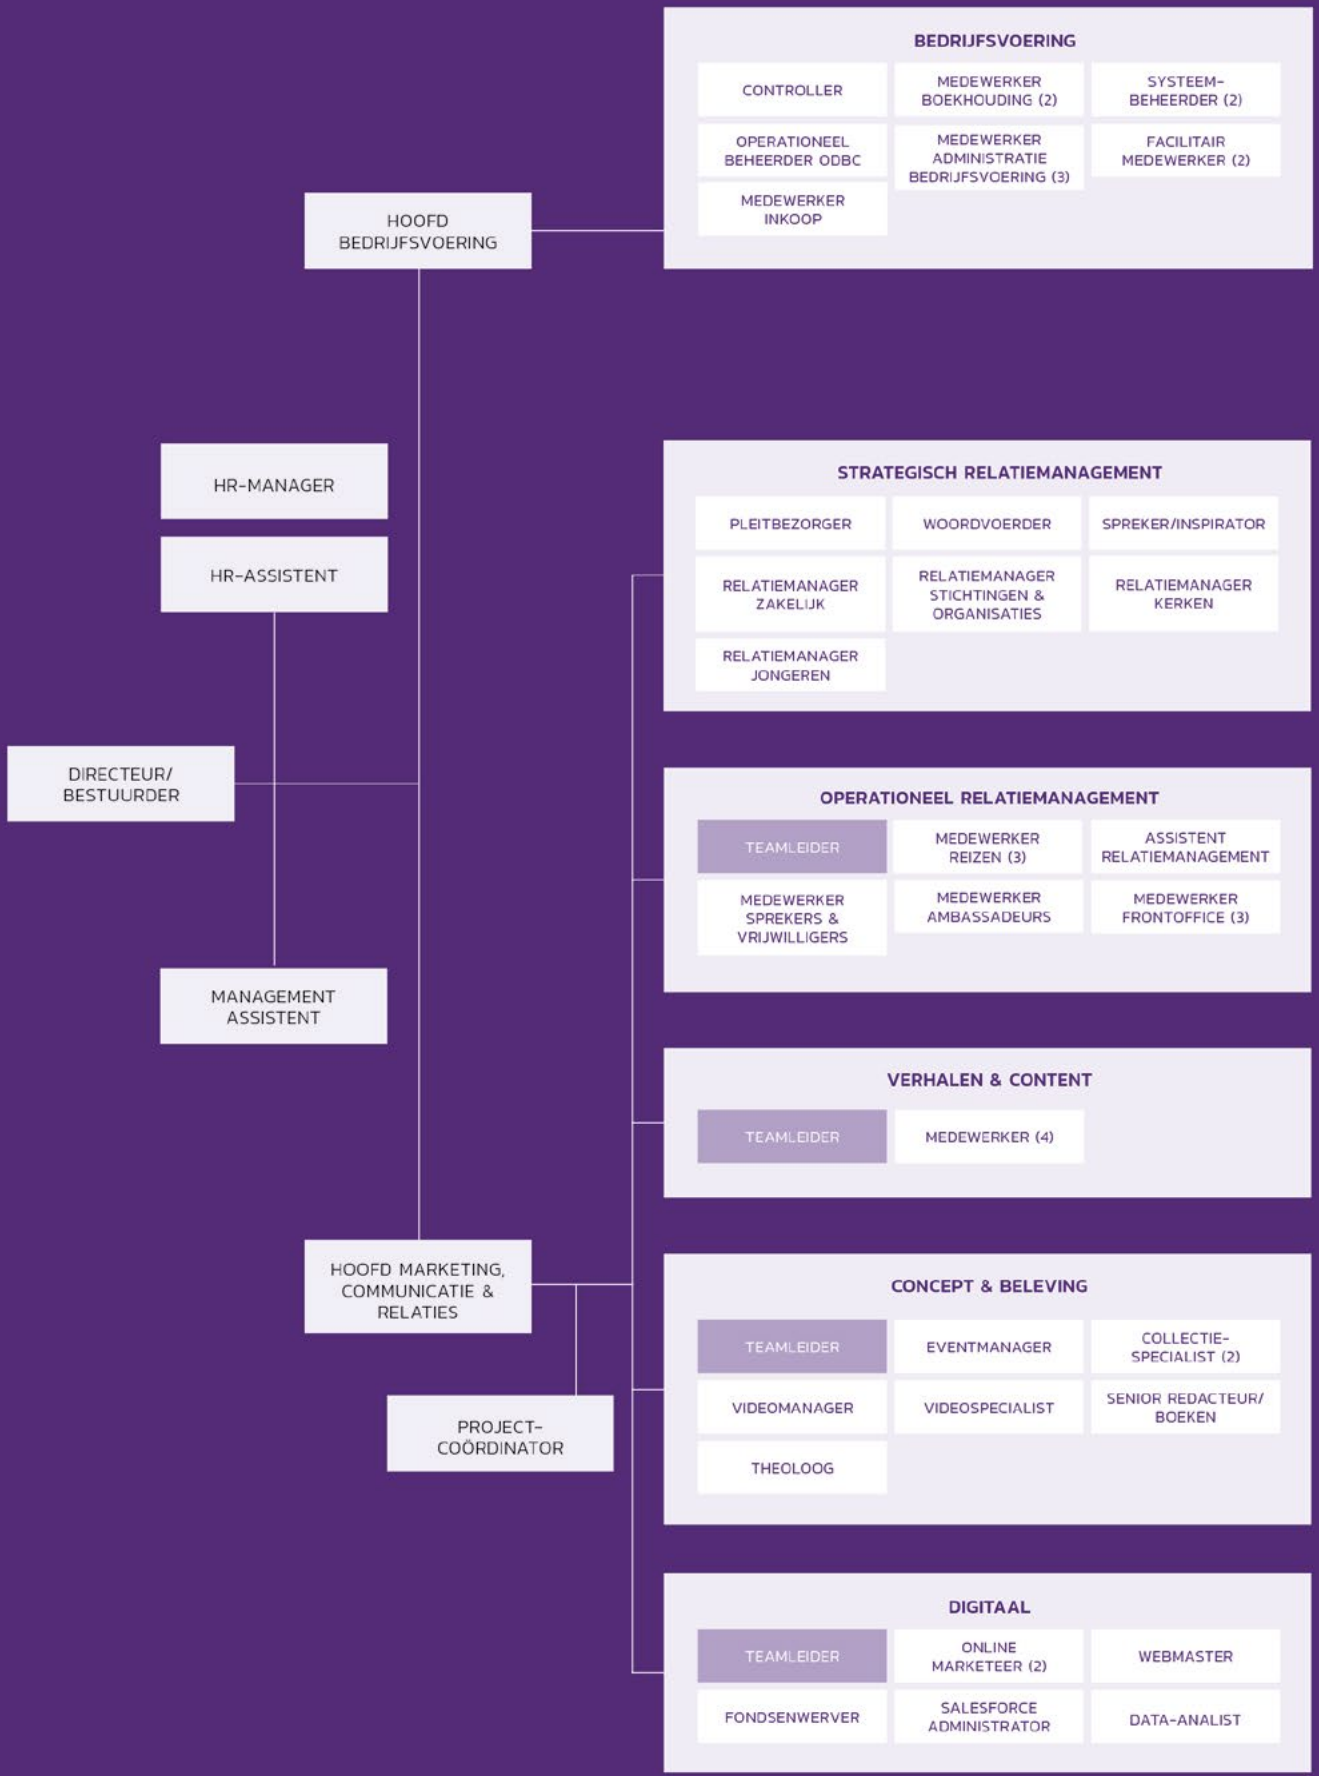 BEDRIJFSVOERING
CONTROLLER
MEDEWERKER
BOEKHOUDING (2)
SYSTEEM-
BEHEERDER (2)
OPERATIONEEL
BEHEERDER ODBC
MEDEWERKER
ADMINISTRATIE
BEDRIJFSVOERING (3)
FACILITAIR
MEDEWERKER (2)
MEDEWERKER
INKOOP
HOOFD
BEDRIJFSVOERING
HR-MANAGER
HR-ASSISTENT
STRATEGISCH RELATIEMANAGEMENT
PLEITBEZORGER
WOORDVOERDER
SPREKER/INSPIRATOR
RELATIEMANAGER
ZAKELIJK
RELATIEMANAGER
STICHTINGEN &
ORGANISATIES
RELATIEMANAGER
KERKEN
RELATIEMANAGER
JONGEREN
DIRECTEUR/
BESTUURDER
OPERATIONEEL RELATIEMANAGEMENT
TEAMLEIDER
MEDEWERKER
REIZEN (3)
ASSISTENT
RELATIEMANAGEMENT
MEDEWERKER
SPREKERS &
VRIJWILLIGERS
MEDEWERKER
AMBASSADEURS
MEDEWERKER
FRONTOFFICE (3)
MANAGEMENT
ASSISTENT
VERHALEN & CONTENT
TEAMLEIDER
MEDEWERKER (4)
HOOFD MARKETING,
COMMUNICATIE &
RELATIES
PROJECT-
COÖRDINATOR
CONCEPT & BELEVING
TEAMLEIDER
EVENTMANAGER
COLLECTIE-
SPECIALIST (2)
VIDEOMANAGER
VIDEOSPECIALIST
SENIOR REDACTEUR/
BOEKEN
THEOLOOG
DIGITAAL
TEAMLEIDER
ONLINE
MARKETEER (2)
WEBMASTER
FONDSENWERVER
SALESFORCE
ADMINISTRATOR
DATA-ANALIST